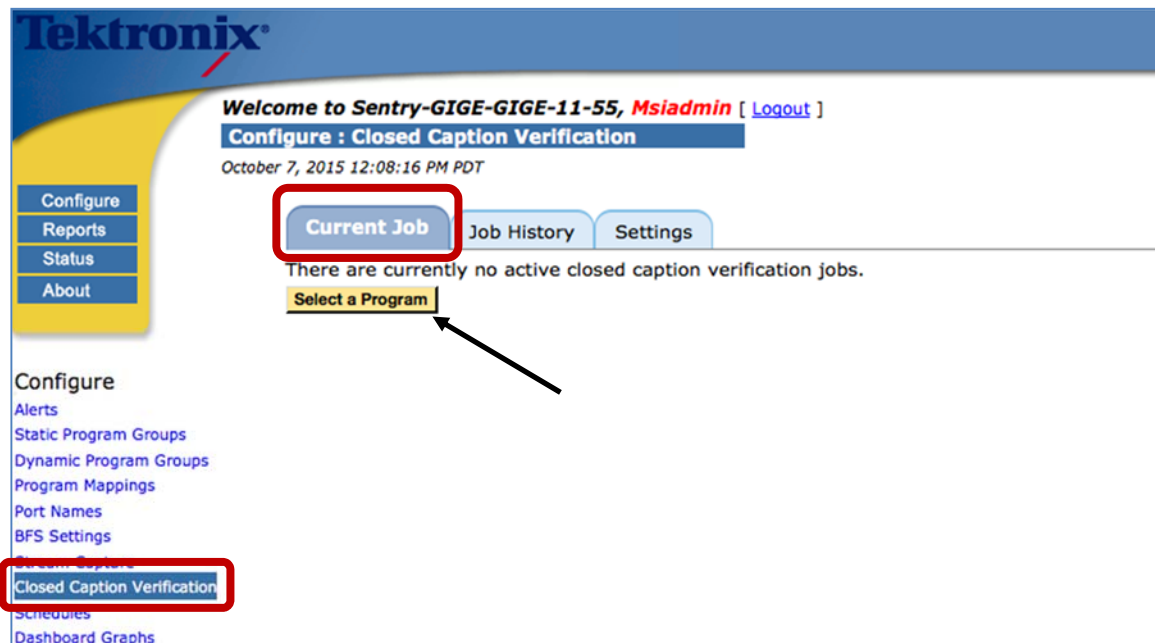 Tektronix®
Welcome to Sentry-GIGE-GIGE-11-55, Msiadmin [ Logout ]
Configure : Closed Caption Verification
October 7, 2015 12:08:16 PM PDT
Configure
Reports
Status
About
Current Job
Job History
Settings
There are currently no active closed caption verification jobs.
Select a Program
Configure
Alerts
Static Program Groups
Dynamic Program Groups
Program Mappings
Port Names
BFS Settings
Stream Capture
Closed Caption Verification
Schedules
Dashboard Graphs